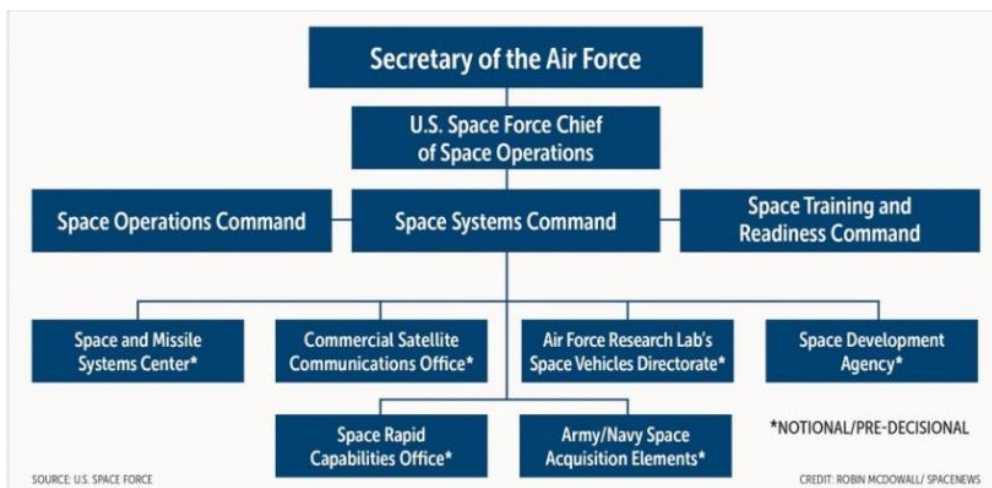 Secretary of the Air Force
U.S. Space Force Chief
of Space Operations
Space Operations Command
Space Systems Command
Space Training and
Readiness Command
Space and Missile
Systems Center*
Commercial Satellite
Communications Office*
Air Force Research Lab's
Space Vehicles Directorate*
Space Development
Agency*
Space Rapid
Capabilities Office*
Army/Navy Space
Acquisition Elements*
*NOTIONAL/PRE-DECISIONAL
SOURCE: U.S. SPACE FORCE
CREDIT: ROBIN MCDOWALL/ SPACENEWS